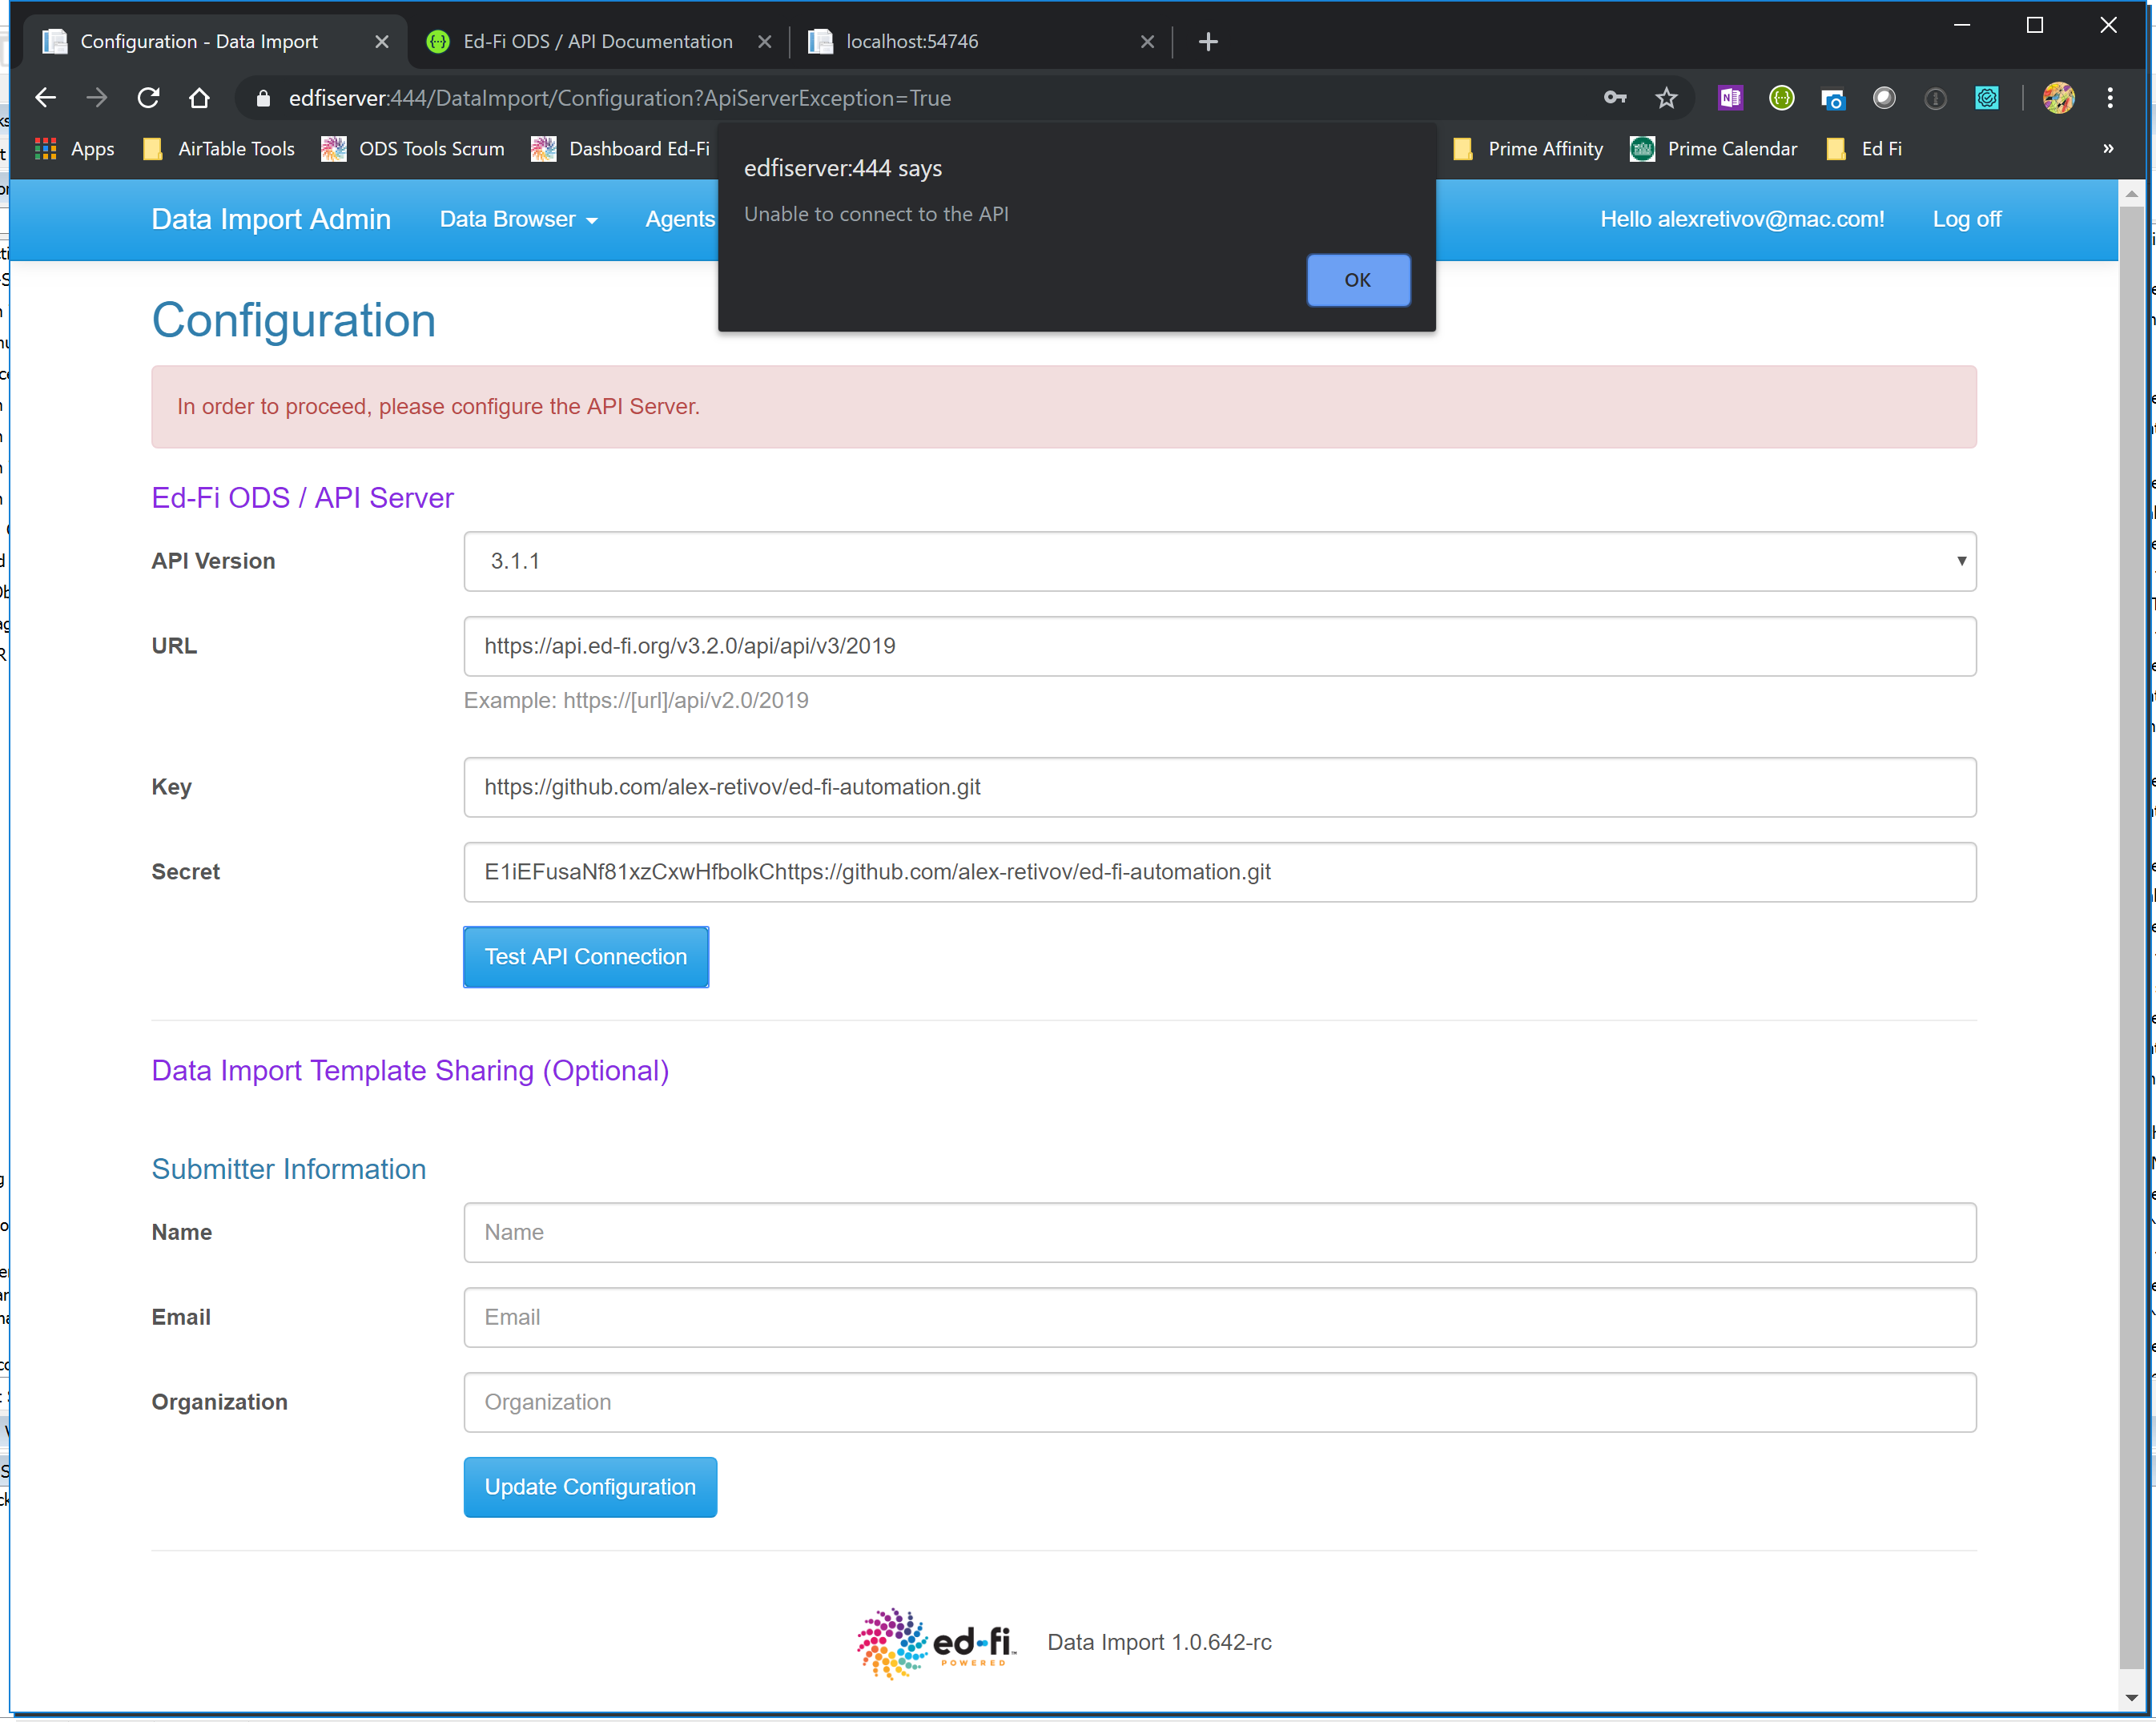 Configuration - Data Import
Ed-Fi ODS / API Documentation
localhost:54746
edfiserver:444/DataImport/Configuration?ApiServerException=True
Apps
AirTable Tools
ODS Tools Scrum
Dashboard Ed-Fi
Prime Affinity
Prime Calendar
Ed Fi
»
edfiserver:444 says
Unable to connect to the API
OK
Data Import Admin
Data Browser
Agents
Hello alexretivov@mac.com!
Log off
Configuration
In order to proceed, please configure the API Server.
Ed-Fi ODS / API Server
API Version
3.1.1
URL
https://api.ed-fi.org/v3.2.0/api/api/v3/2019
Example: https://[url]/api/v2.0/2019
Key
https://github.com/alex-retivov/ed-fi-automation.git
Secret
E1iEFusaNf81xzCxwHfbolkChttps://github.com/alex-retivov/ed-fi-automation.git
Test API Connection
Data Import Template Sharing (Optional)
Submitter Information
Name
Name
Email
Email
Organization
Organization
Update Configuration
ed-fi
POWERED
Data Import 1.0.642-rc